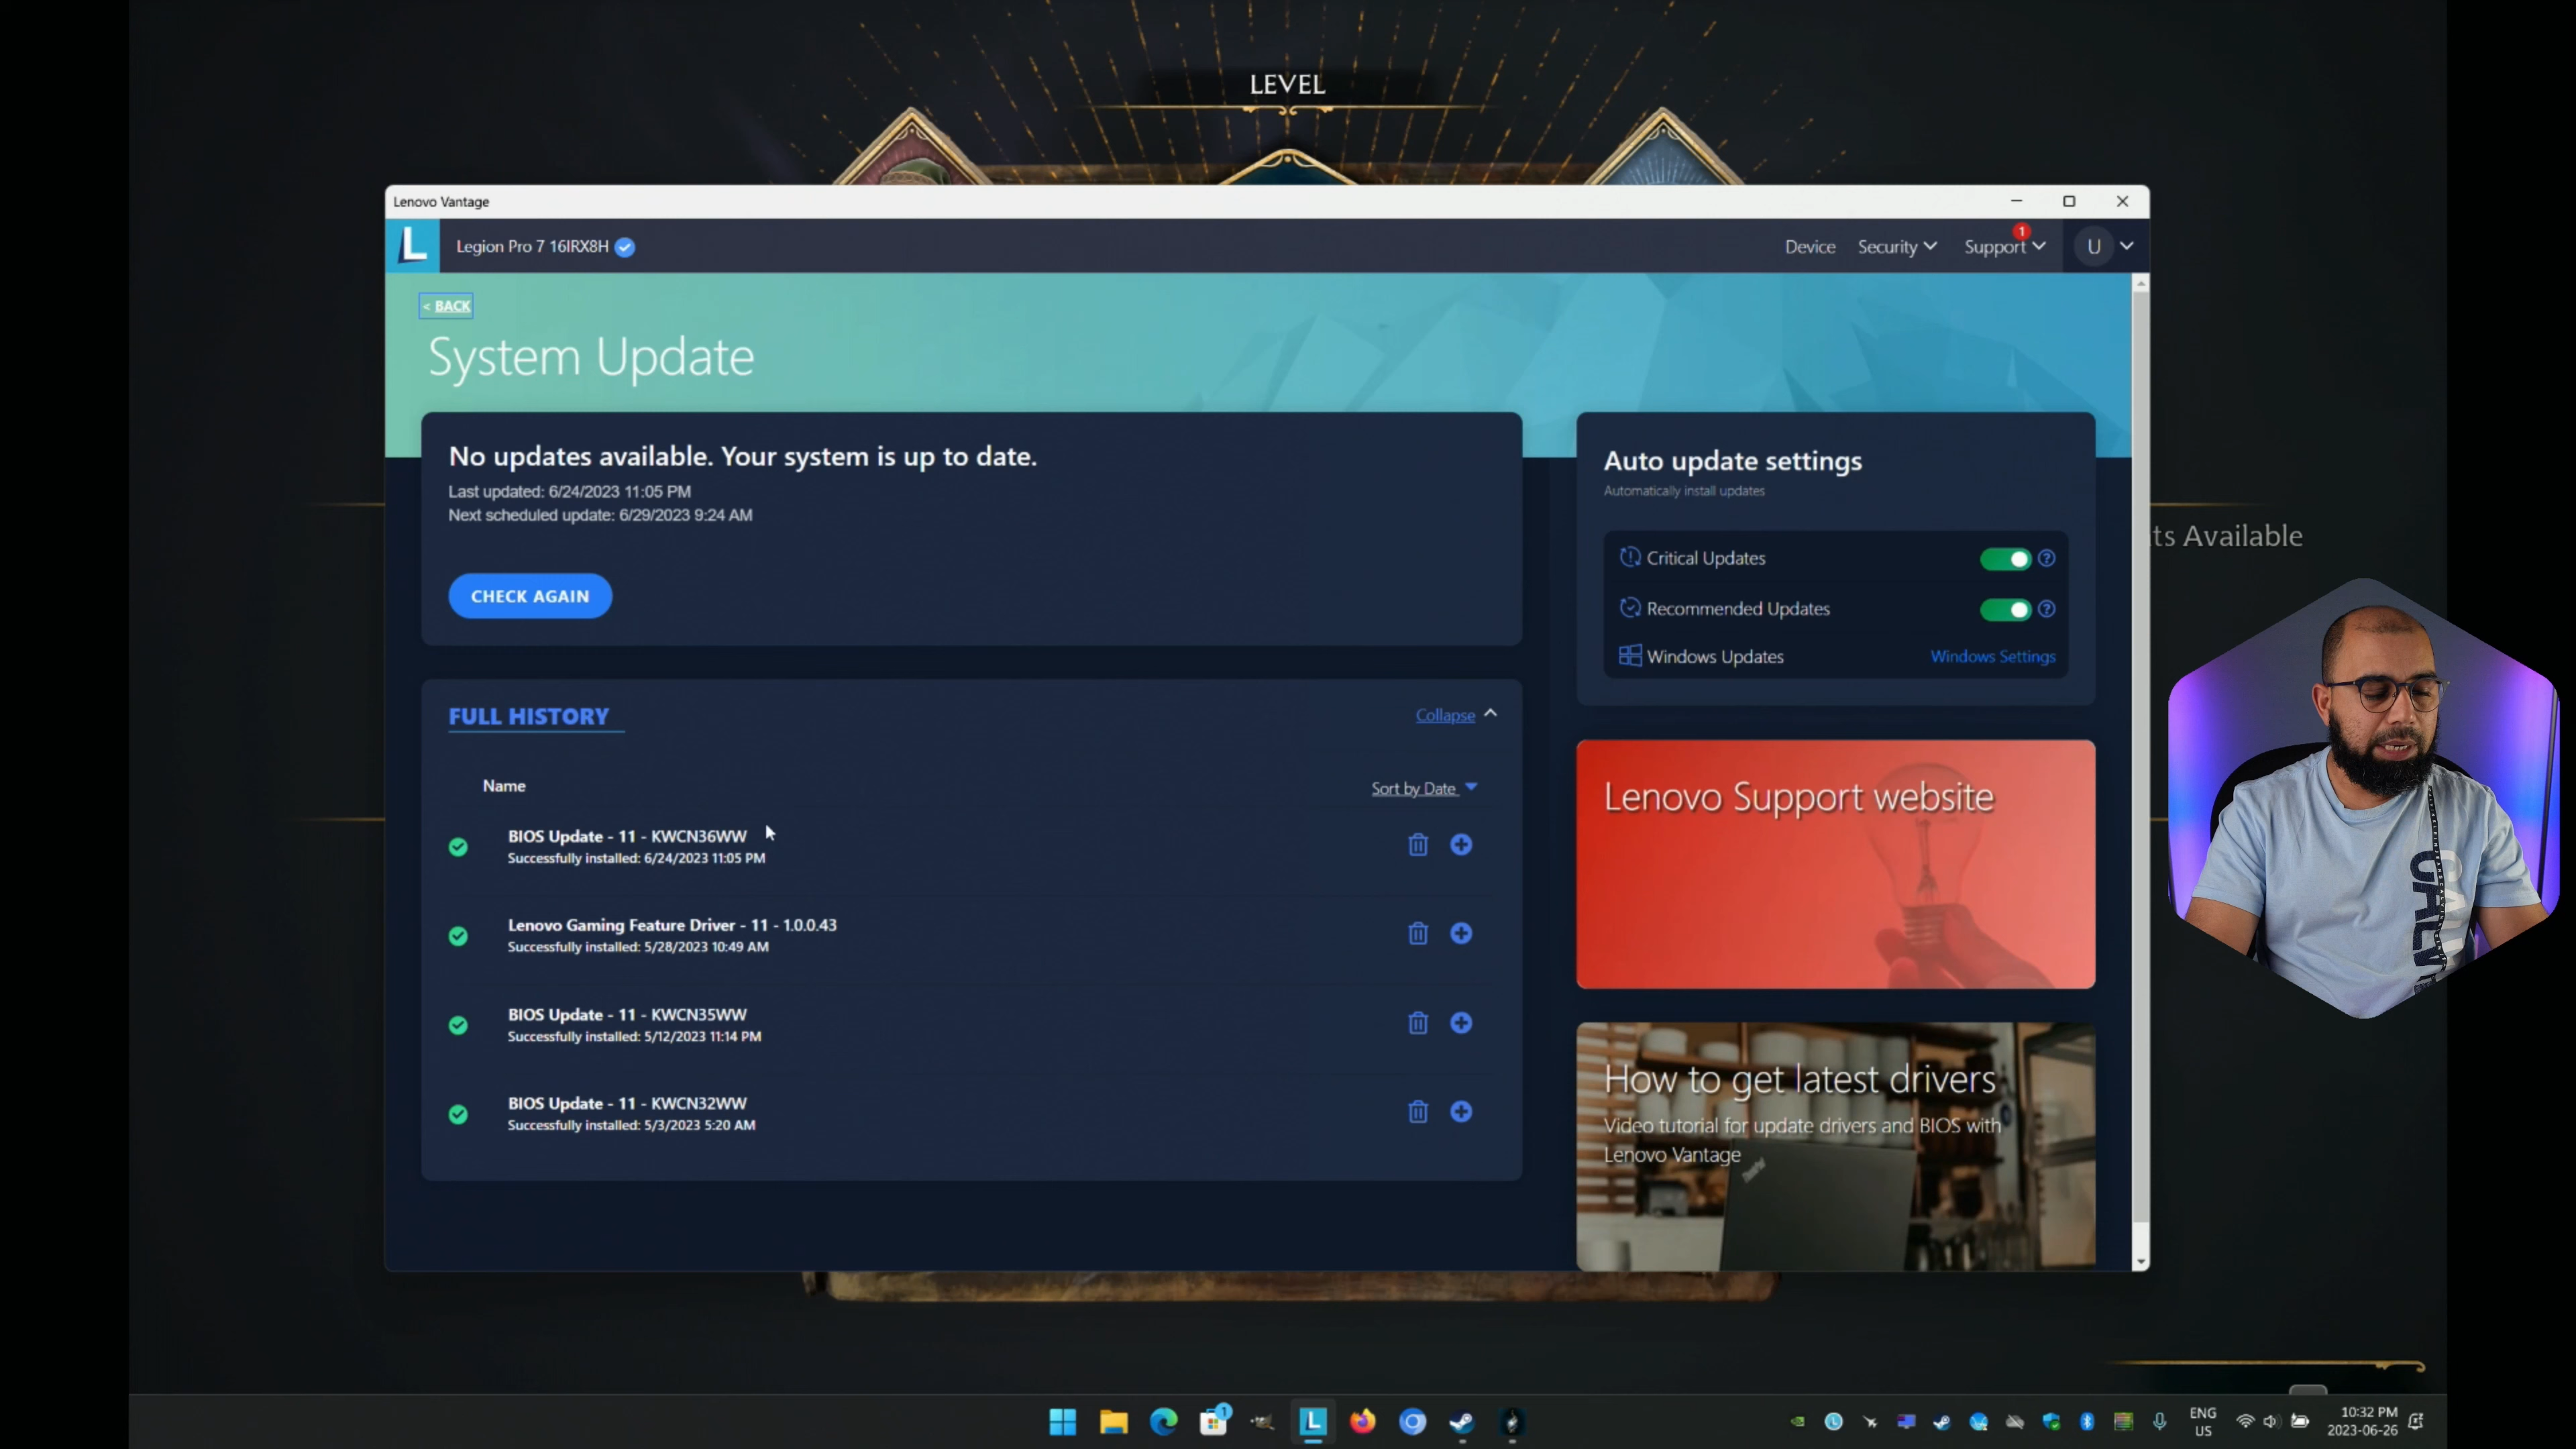 LEVEL
Lenovo Vantage
L
Legion Pro 7 16IRX8H
Device
Security
Support
1
U
< BACK
System Update
No updates available. Your system is up to date.
Last updated: 6/24/2023 11:05 PM
Next scheduled update: 6/29/2023 9:24 AM
CHECK AGAIN
Auto update settings
Automatically install updates
Critical Updates
Recommended Updates
Windows Updates
Windows Settings
ts Available
FULL HISTORY
Collapse
Name
Sort by Date
BIOS Update - 11 - KWCN36WW
Successfully installed: 6/24/2023 11:05 PM
Lenovo Gaming Feature Driver - 11 - 1.0.0.43
Successfully installed: 5/28/2023 10:49 AM
BIOS Update - 11 - KWCN35WW
Successfully installed: 5/12/2023 11:14 PM
BIOS Update - 11 - KWCN32WW
Successfully installed: 5/3/2023 5:20 AM
Lenovo Support website
How to get latest drivers
Video tutorial for update drivers and BIOS with
Lenovo Vantage
1
L
ENG
US
10:32 PM
2023-06-26